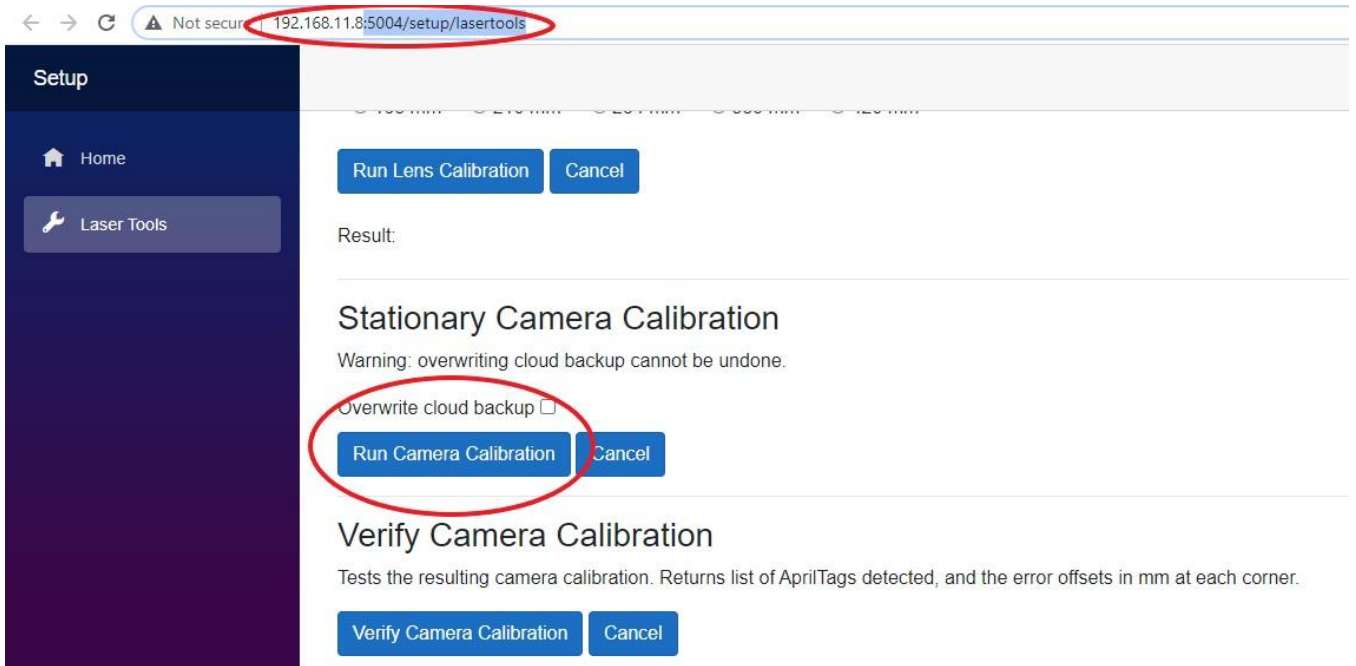 Not secur 192.168.11.8:5004/setup/lasertools
Setup
Home
Run Lens Calibration Cancel
Laser Tools
Result:
Stationary Camera Calibration
Warning: overwriting cloud backup cannot be undone.
Overwrite cloud backup
Run Camera Calibration Cancel
Verify Camera Calibration
Tests the resulting camera calibration. Returns list of AprilTags detected, and the error offsets in mm at each corner.
Verify Camera Calibration Cancel